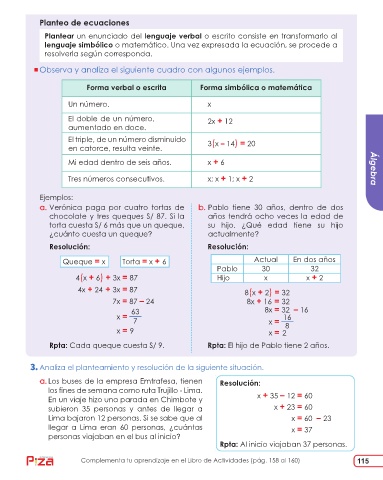 Planteo de ecuaciones
Plantear un enunciado del lenguaje verbal o escrito consiste en transformarlo al
lenguaje simbólico o matemático. Una vez expresada la ecuación, se procede a
resolverla según corresponda.
Observa y analiza el siguiente cuadro con algunos ejemplos.
Forma verbal o escrita Forma simbólica o matemática
Un número. x
El doble de un número, aumentado en doce. 2x + 12
El triple, de un número disminuido en catorce, resulta veinte. 3(x – 14) = 20
Mi edad dentro de seis años. x + 6
Tres números consecutivos. x; x + 1; x + 2
Álgebra
Ejemplos:
a. Verónica paga por cuatro tortas de
chocolate y tres queques S/ 87. Si la
torta cuesta S/ 6 más que un queque,
¿cuánto cuesta un queque?
Resolución:
Queque = x Torta = x + 6
4(x + 6) + 3x = 87
4x + 24 + 3x = 87
7x = 87 – 24
x = 63/7
x = 9
Rpta: Cada queque cuesta S/ 9.
b. Pablo tiene 30 años, dentro de dos
años tendrá ocho veces la edad de
su hijo. ¿Qué edad tiene su hijo
actualmente?
Resolución:
Actual En dos años
Pablo 30 32
Hijo x x + 2
8(x + 2) = 32
8x + 16 = 32
8x = 32 – 16
x = 16/8
x = 2
Rpta: El hijo de Pablo tiene 2 años.
3. Analiza el planteamiento y resolución de la siguiente situación.
a. Los buses de la empresa Emtrafesa, tienen
los fines de semana como ruta Trujillo - Lima.
En un viaje hizo una parada en Chimbote y
subieron 35 personas y antes de llegar a
Lima bajaron 12 personas. Si se sabe que al
llegar a Lima eran 60 personas, ¿cuántas
personas viajaban en el bus al inicio?
Resolución:
x + 35 – 12 = 60
x + 23 = 60
x = 60 – 23
x = 37
Rpta: Al inicio viajaban 37 personas.
Pizza
Complementa tu aprendizaje en el Libro de Actividades (pág. 158 al 160)
115